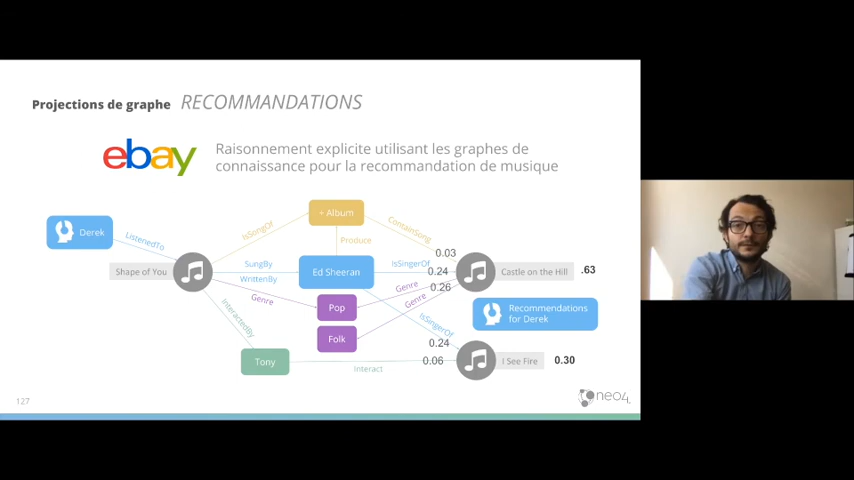 Projections de graphe RECOMMANDATIONS
ebay
Raisonnement explicite utilisant les graphes de
connaissance pour la recommandation de musique
Derek
ListenedTo
Shape of You
IsSongOf
+ Album
ContainSong
Produce
SungBy
WrittenBy
Ed Sheeran
IsSingerOf
0.03
0.24
0.26
Castle on the Hill
.63
Genre
Pop
Genre
Genre
Folk
InteractedBy
IsSingerOf
Recommendations
for Derek
Tony
Interact
0.24
0.06
I See Fire
0.30
127
neo4j